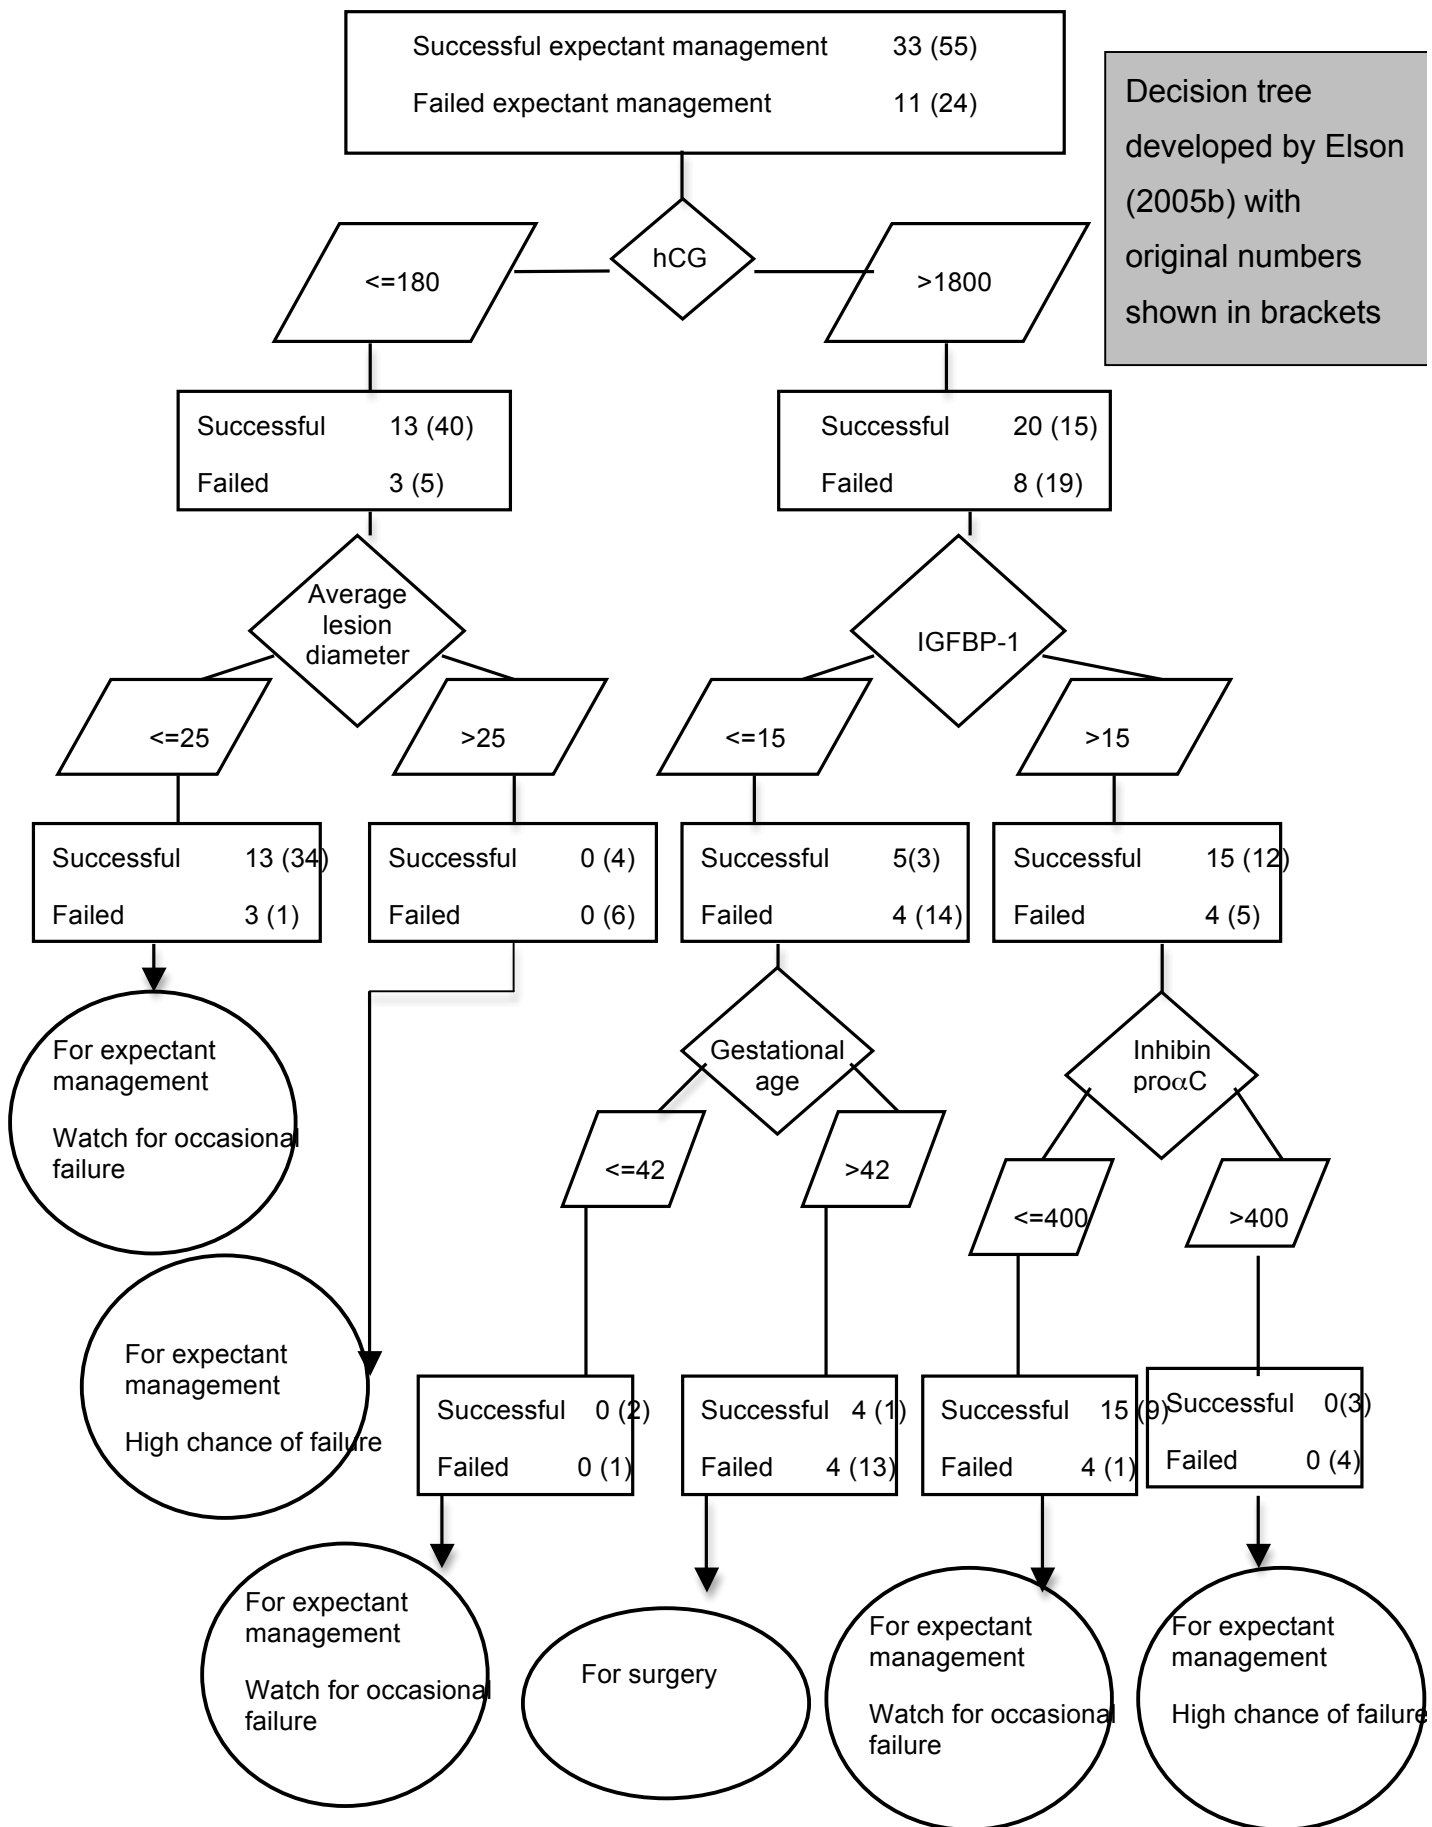 Successful expectant management 33 (55)
Failed expectant management 11 (24)
Decision tree
developed by Elson
(2005b) with
original numbers
shown in brackets
hCG
<=180
>1800
Successful 13 (40)
Failed 3 (5)
Successful 20 (15)
Failed 8 (19)
Average
lesion
diameter
IGFBP-1
<=25
>25
<=15
>15
Successful 13 (34)
Failed 3 (1)
Successful 0 (4)
Failed 0 (6)
Successful 5(3)
Failed 4 (14)
Successful 15 (12)
Failed 4 (5)
For expectant
management
Watch for occasional
failure
Gestational
age
Inhibin
proαC
<=42
>42
<=400
>400
For expectant
management
High chance of failure
Successful 0 (2)
Failed 0 (1)
Successful 4 (1)
Failed 4 (13)
Successful 15 (9)
Failed 4 (1)
Successful 0(3)
Failed 0 (4)
For expectant
management
Watch for occasional
failure
For surgery
For expectant
management
Watch for occasional
failure
For expectant
management
High chance of failure